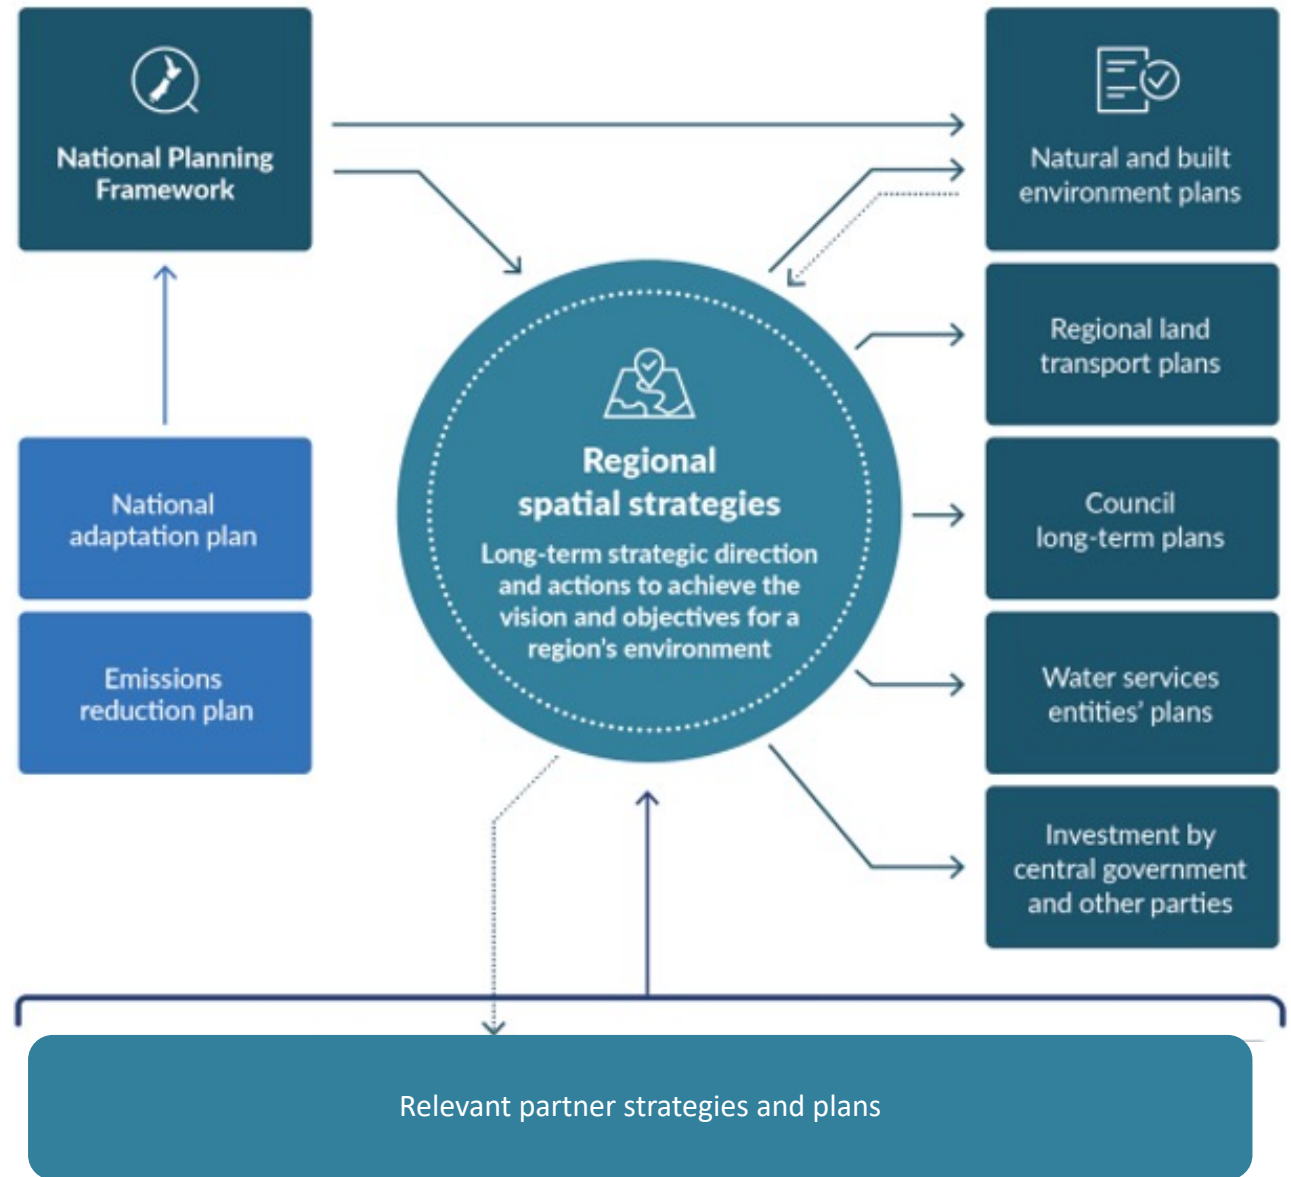 National Planning
Framework
Natural and built
environment plans
Regional land
transport plans
National
adaptation plan
Regional
spatial strategies
Long-term strategic direction
and actions to achieve the
vision and objectives for a
region's environment
Council
long-term plans
Emissions
reduction plan
Water services
entities' plans
Investment by
central government
and other parties
Relevant partner strategies and plans